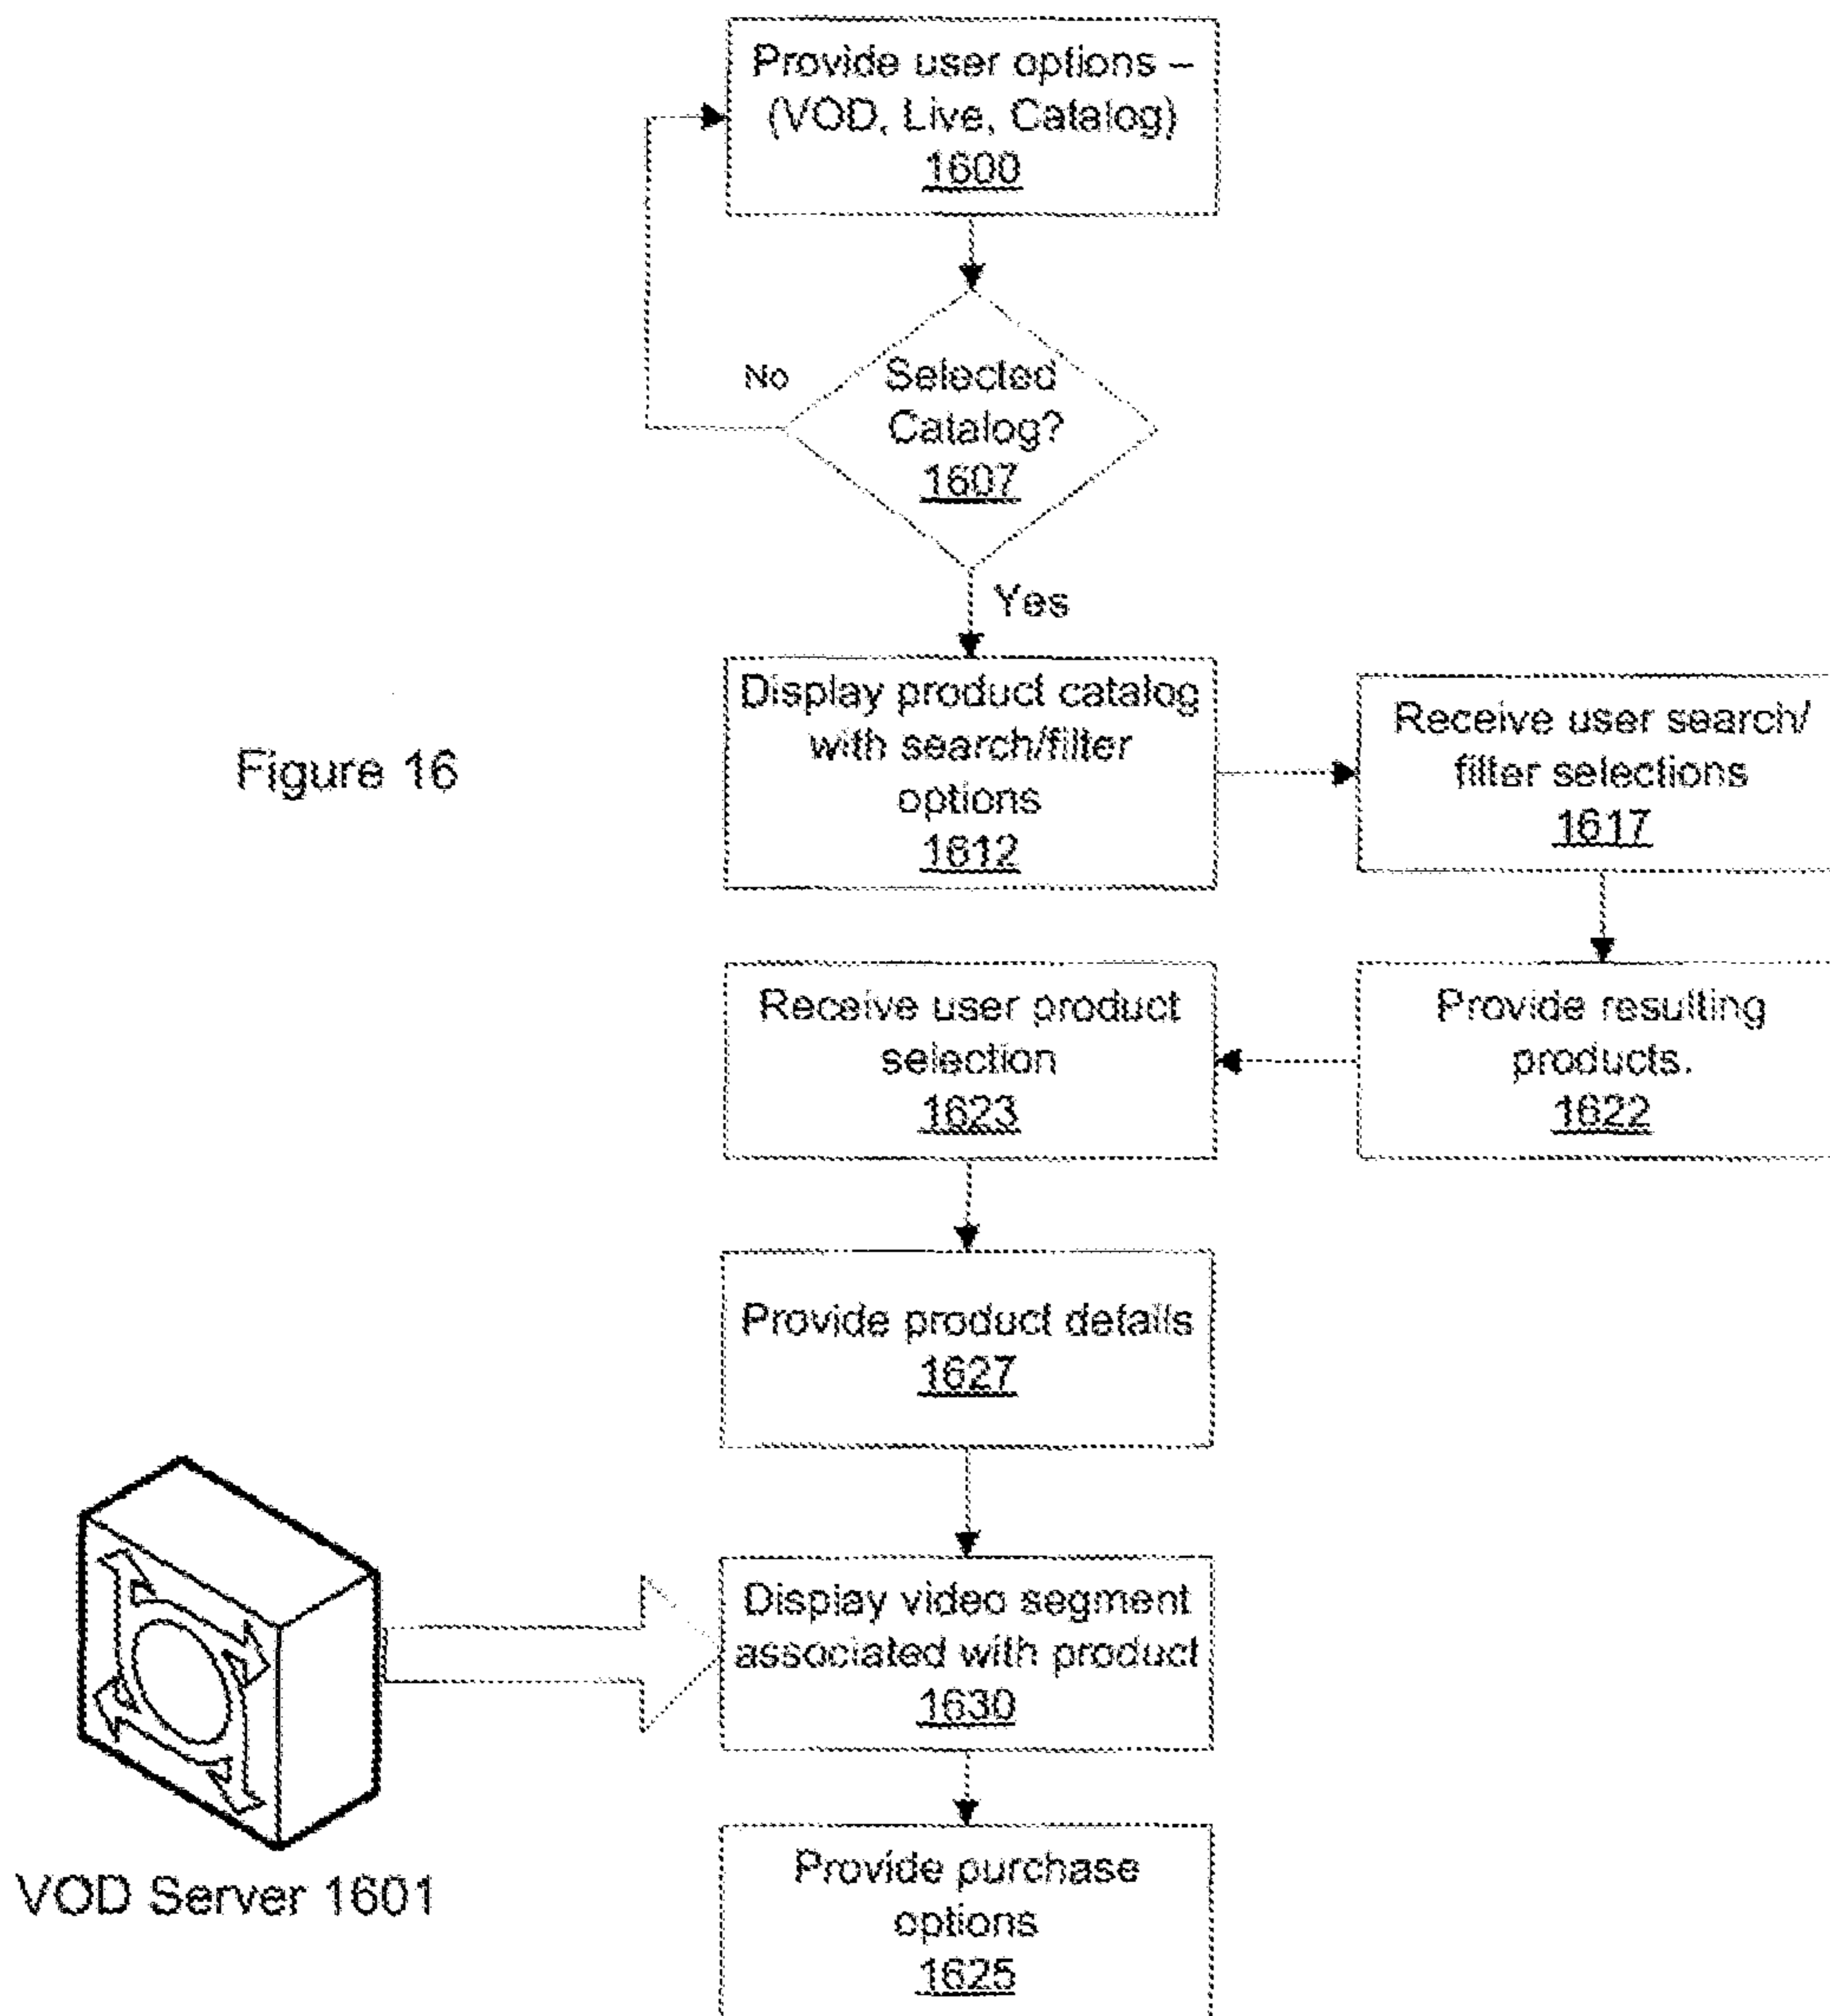 Provide user options –
(VOD, Live, Catalog)
1600
No
Selected
Catalog?
1607
Yes
Display product catalog
with search/filter
options
1612
Receive user search/
filter selections
1617
Figure 16
Receive user product
selection
1623
Provide resulting
products.
1622
Provide product details
1627
Display video segment
associated with product
1630
VOD Server 1601
Provide purchase
options
1625